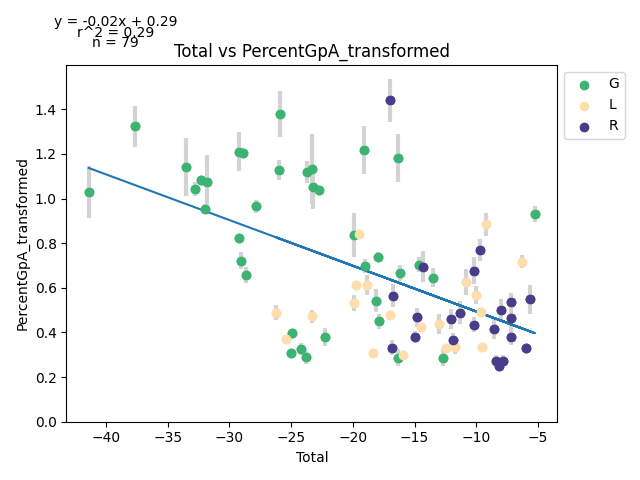 y = -0.02x + 0.29
r^2 = 0.29
n = 79
Total vs PercentGpA_transformed
G
L
R
PercentGpA_transformed
1.4
1.2
1.0
0.8
0.6
0.4
0.2
0.0
−40 −35 −30 −25 −20 −15 −10 −5
Total